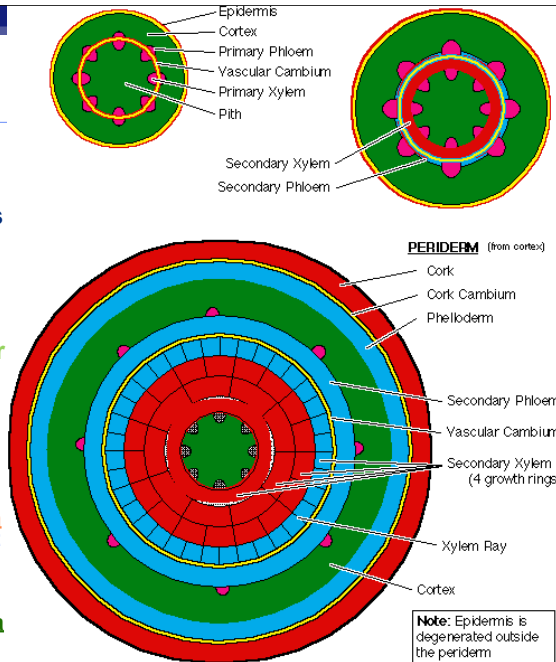 Epidermis
Cortex
Primary Phloem
Vascular Cambium
Primary Xylem
Pith
Secondary Xylem
Secondary Phloem
s
PERIDERM (from cortex)
Cork
Cork Cambium
Phelloderm
r
Secondary Phloem
Vascular Cambium
Secondary Xylem
(4 growth rings
Xylem Ray
Cortex
a
Note: Epidermis is
degenerated outside
the periderm